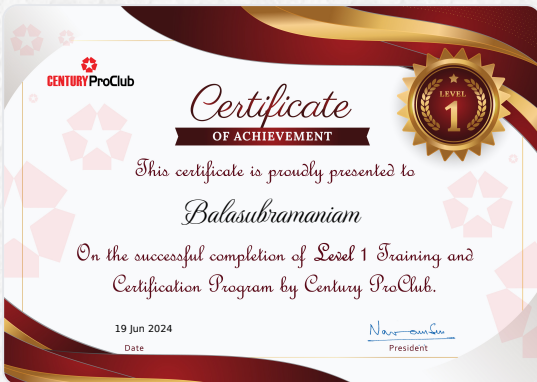 CENTURY ProClub
LEVEL
1
Certificate
OF ACHIEVEMENT
This certificate is proudly presented to
Balasubramaniam
On the successful completion of Level 1 Training and
Certification Program by Century ProClub.
19 Jun 2024
Date
President